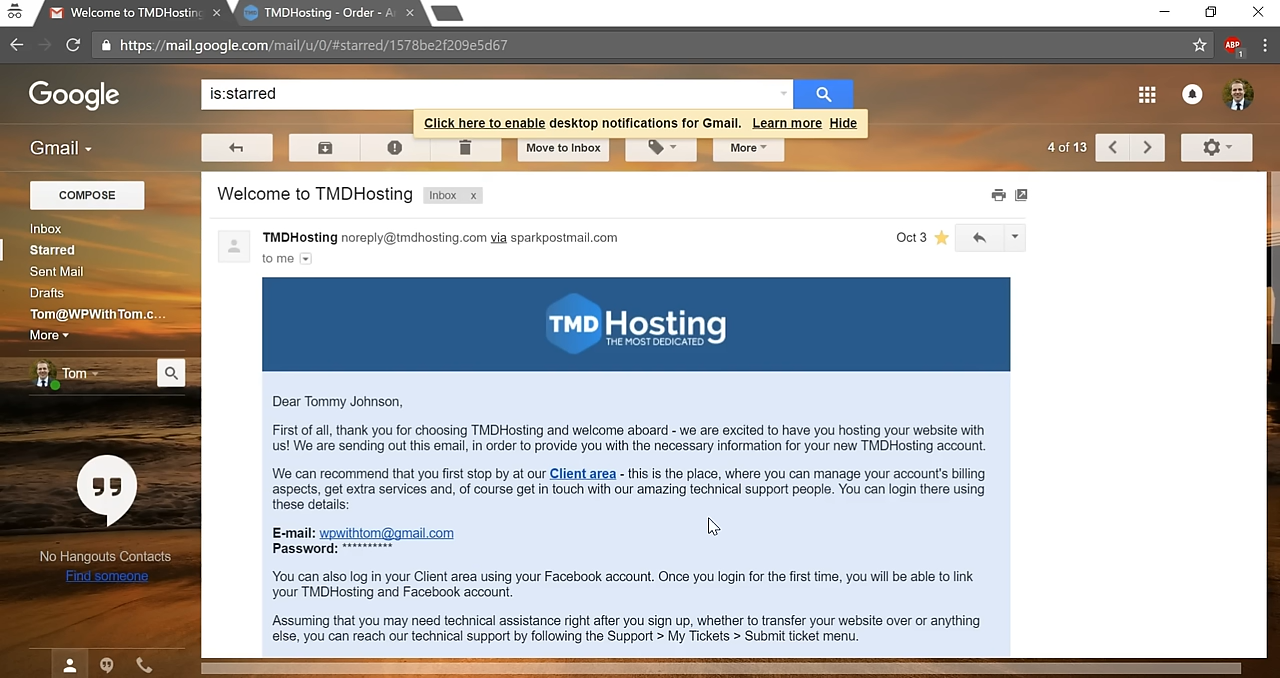 Welcome to TMDHosting
TMDHosting - Order - A
https://mail.google.com/mail/u/0/#starred/1578be2f209e5d67
ABP
1
Google
is:starred
Click here to enable desktop notifications for Gmail. Learn more Hide
Gmail
Move to Inbox
More
4 of 13
COMPOSE
Inbox
Starred
Sent Mail
Drafts
Tom@WPWithTom.c...
More
Tom
No Hangouts Contacts
Find someone
Welcome to TMDHosting
Inbox x
TMDHosting noreply@tmdhosting.com via sparkpostmail.com
Oct 3
to me
TMD Hosting
THE MOST DEDICATED
Dear Tommy Johnson,
First of all, thank you for choosing TMDHosting and welcome aboard - we are excited to have you hosting your website with
us! We are sending out this email, in order to provide you with the necessary information for your new TMDHosting account.
We can recommend that you first stop by at our Client area - this is the place, where you can manage your account's billing
aspects, get extra services and, of course get in touch with our amazing technical support people. You can login there using
these details:
E-mail: wpwithtom@gmail.com
Password: **********
You can also log in your Client area using your Facebook account. Once you login for the first time, you will be able to link
your TMDHosting and Facebook account.
Assuming that you may need technical assistance right after you sign up, whether to transfer your website over or anything
else, you can reach our technical support by following the Support > My Tickets > Submit ticket menu.